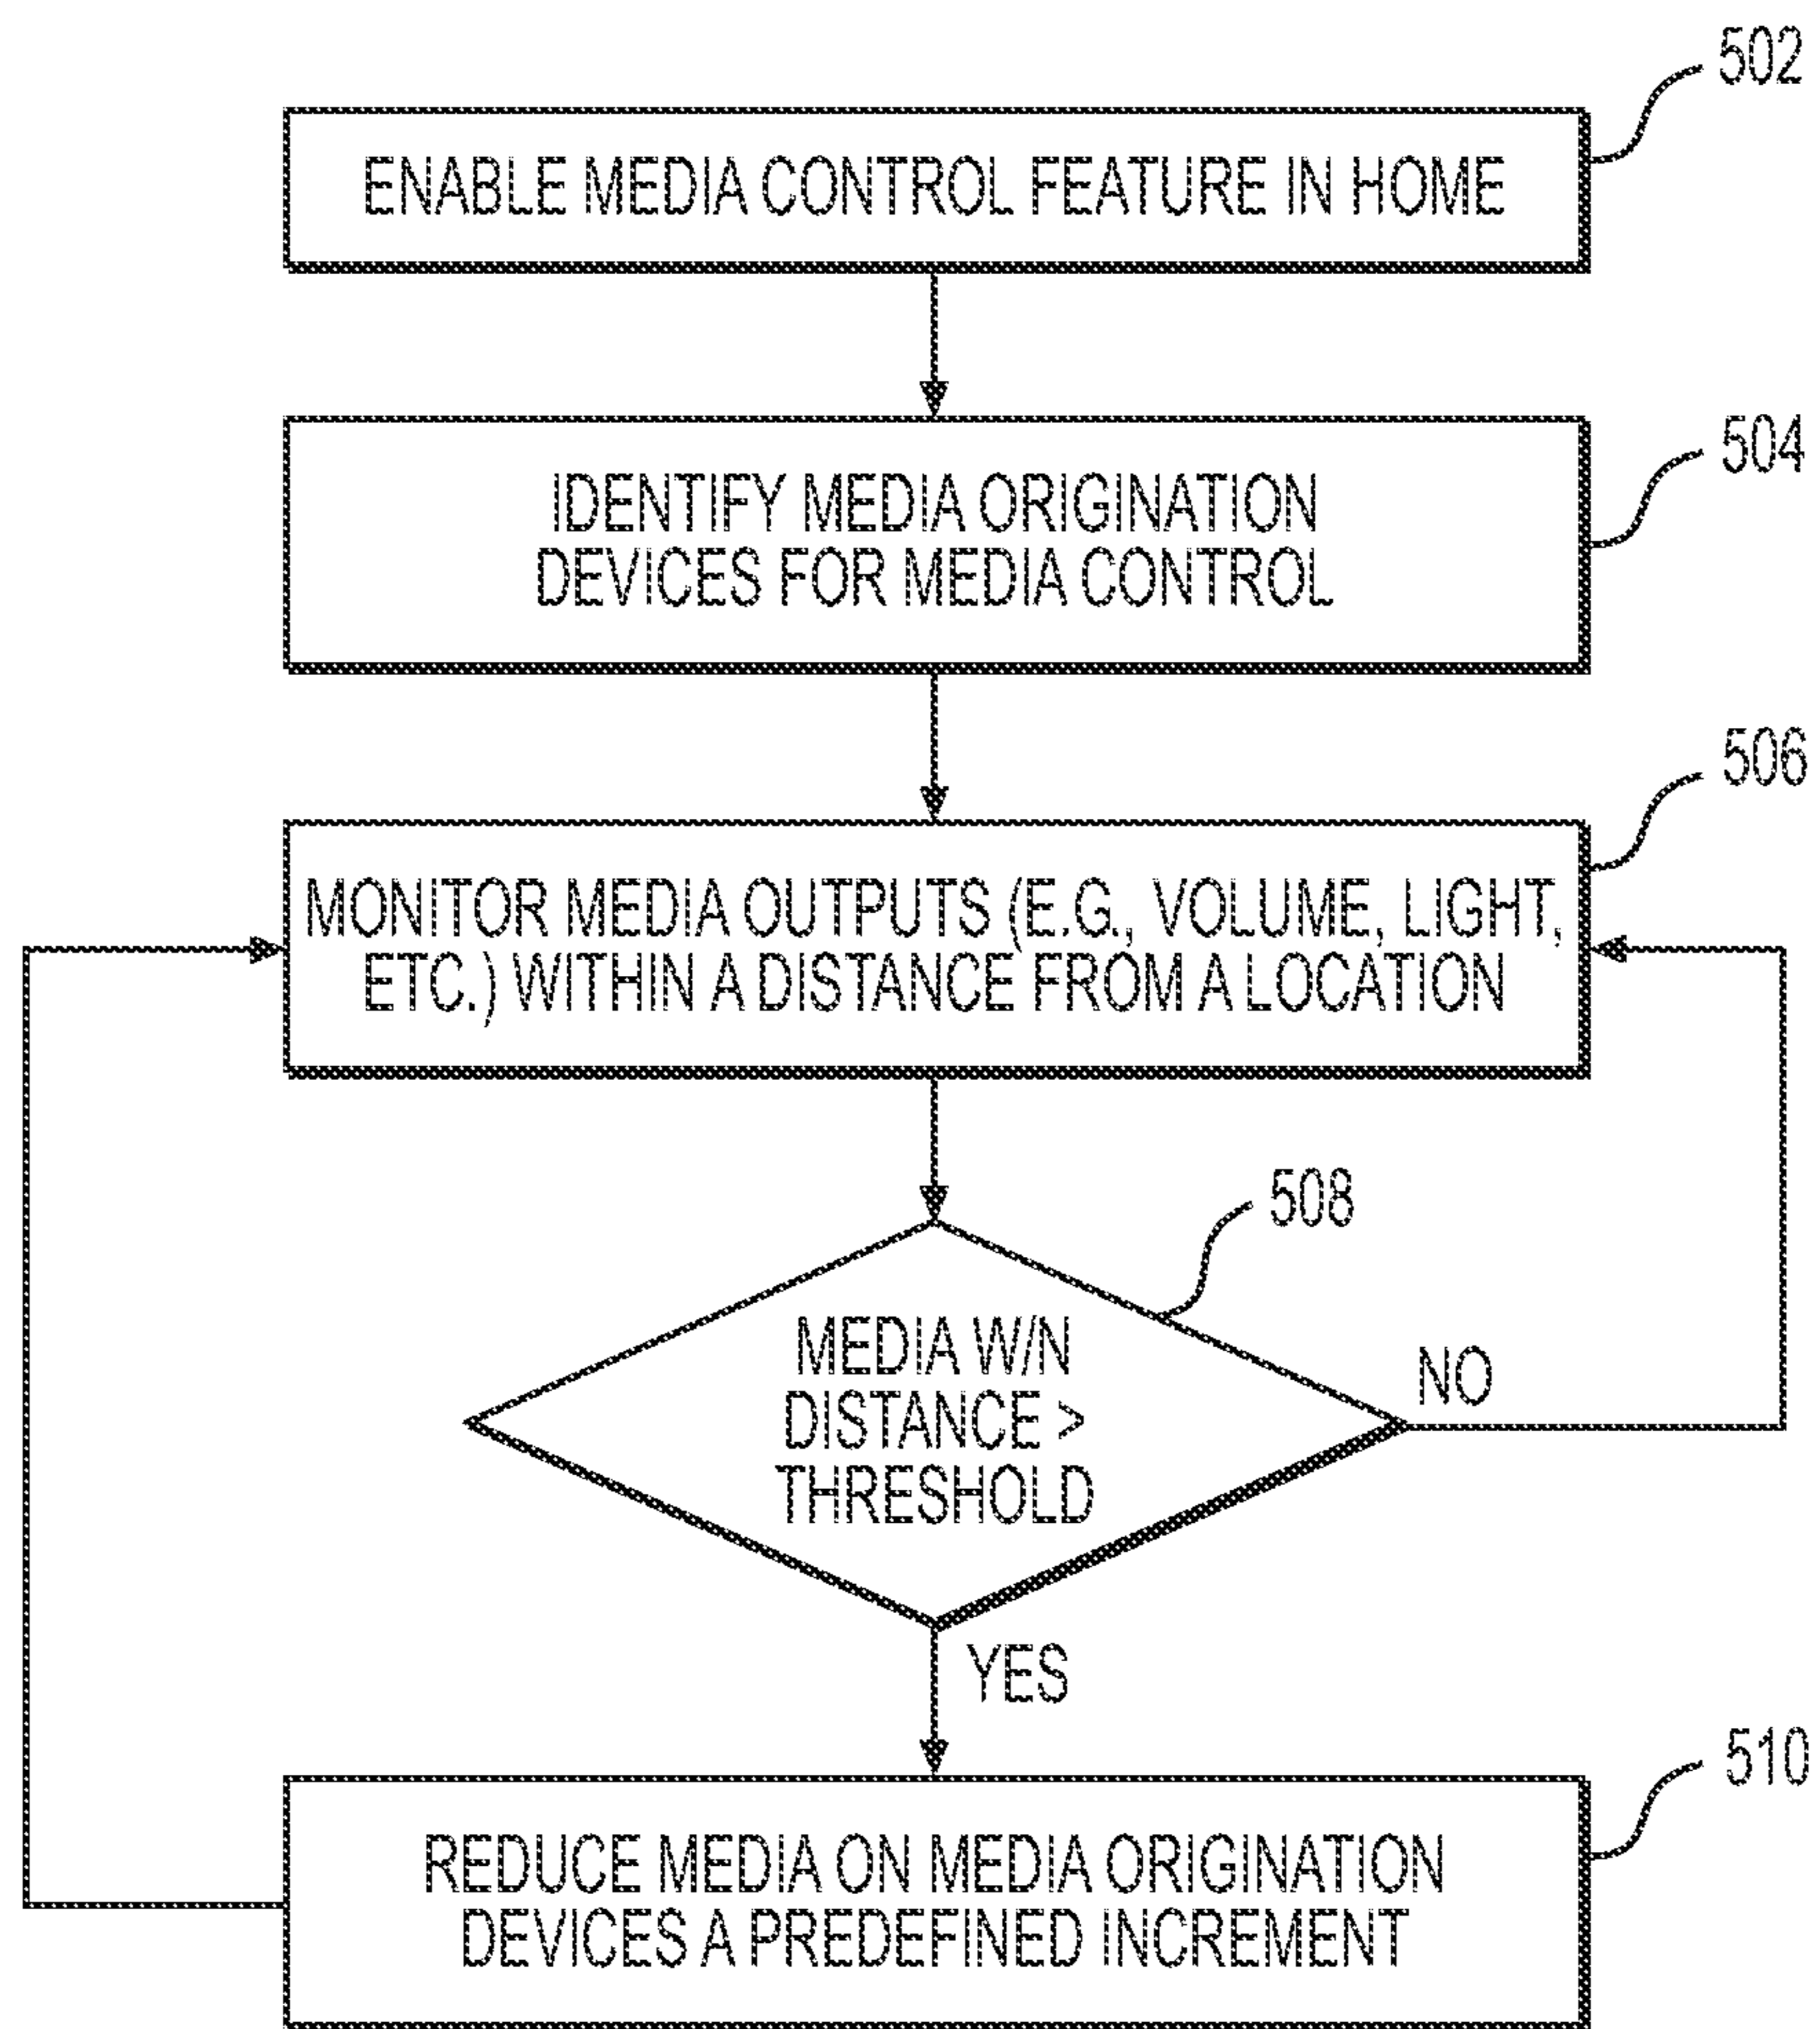 502
ENABLE MEDIA CONTROL FEATURE IN HOME
504
IDENTIFY MEDIA ORIGINATION
DEVICES FOR MEDIA CONTROL
506
MONITOR MEDIA OUTPUTS (E.G., VOLUME, LIGHT,
ETC.) WITHIN A DISTANCE FROM A LOCATION
508
MEDIA W/N
DISTANCE >
THRESHOLD
NO
YES
510
REDUCE MEDIA ON MEDIA ORIGINATION
DEVICES A PREDEFINED INCREMENT